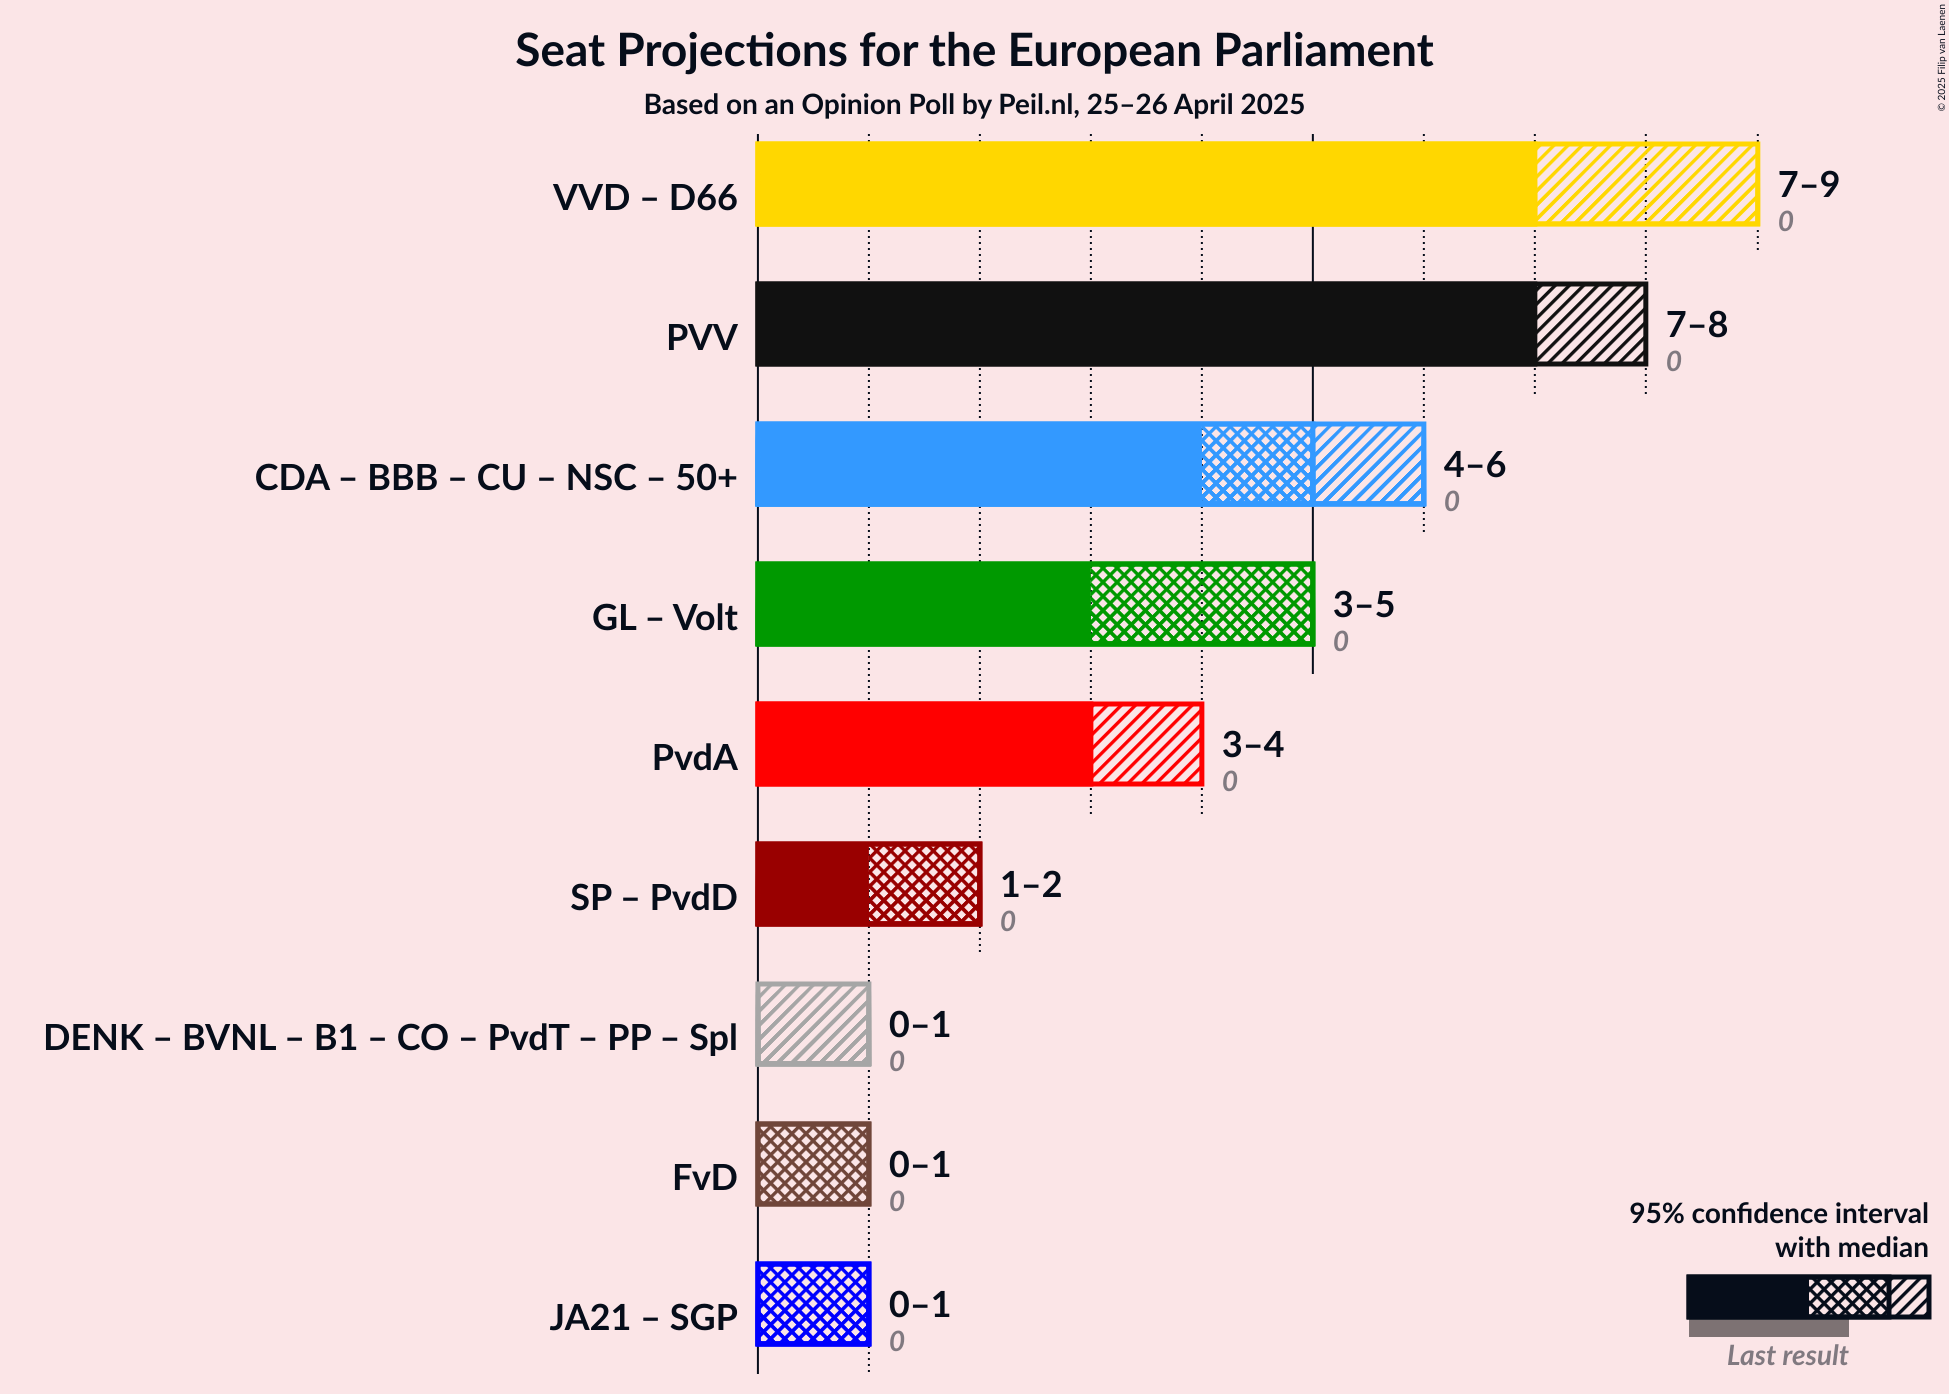 Seat Projections for the European Parliament
Based on an Opinion Poll by Peil.nl, 25–26 April 2025
© 2025 Filip van Laenen
VVD – D66
7–9
0
PVV
7–8
0
CDA – BBB – CU – NSC – 50+
4–6
0
GL – Volt
3–5
0
PvdA
3–4
0
SP – PvdD
1–2
0
DENK – BVNL – B1 – CO – PvdT – PP – Spl
0–1
0
FvD
0–1
0
JA21 – SGP
0–1
0
95% confidence interval
with median
Last result